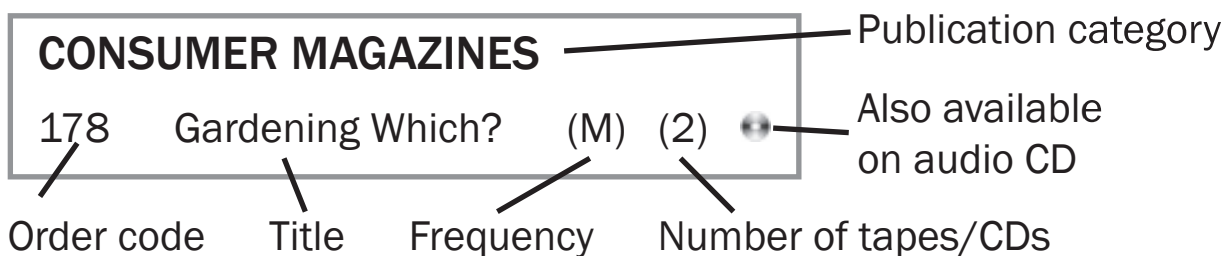 CONSUMER MAGAZINES
Publication category
178 Gardening Which? (M) (2)
Also available
on audio CD
Order code Title Frequency Number of tapes/CDs